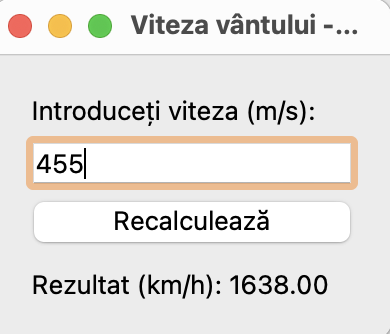 Viteza vântului -...
Introduceți viteza (m/s):
455
Recalculează
Rezultat (km/h): 1638.00